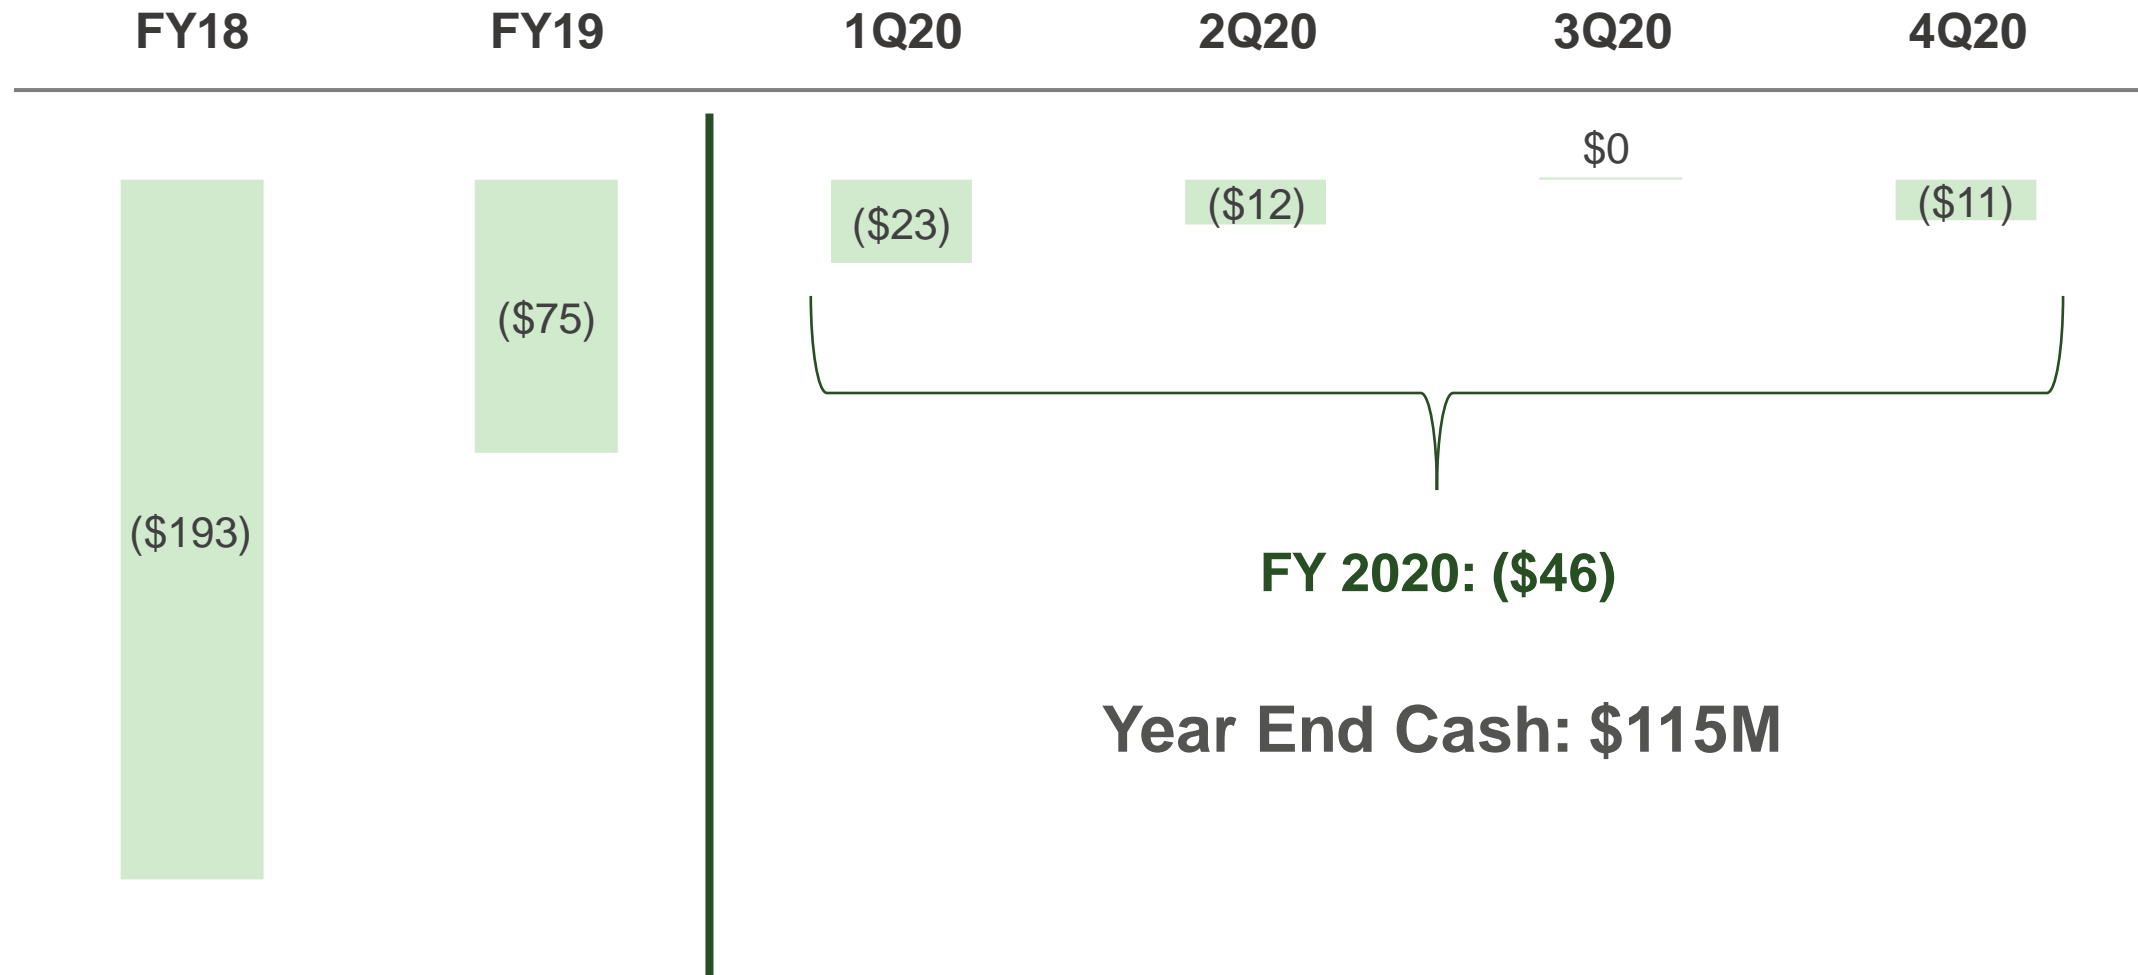 FY18 FY19 1Q20 2Q20 3Q20 4Q20
$0
($23) ($12) ($11)
($75)
($193)
FY 2020: ($46)
Year End Cash: $115M